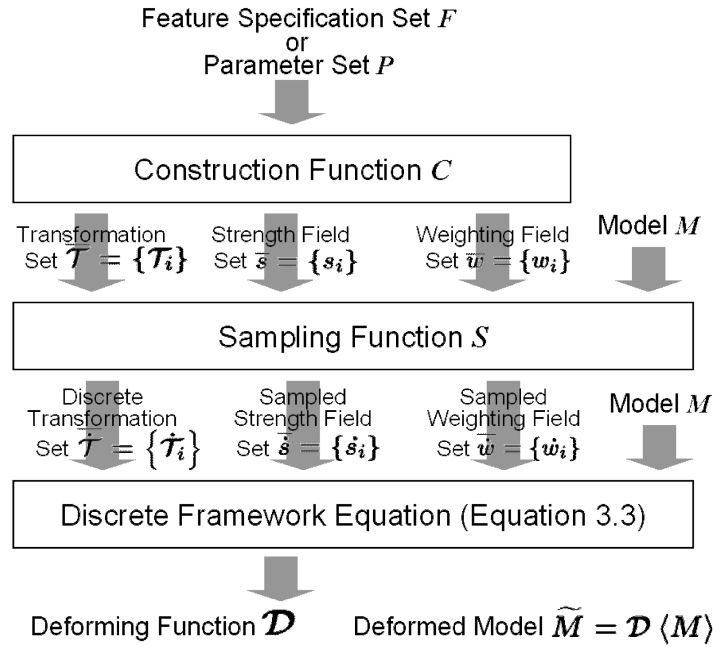 Feature Specification Set F
or
Parameter Set P
Construction Function C
Transformation
Set 𝒯̅ = {𝒯ᵢ}
Strength Field
Set s̅ = {sᵢ}
Weighting Field
Set w̅ = {wᵢ}
Model M
Sampling Function S
Discrete
Transformation
Set 𝒯̇̅ = {𝒯̇ᵢ}
Sampled
Strength Field
Set ṡ̅ = {ṡᵢ}
Sampled
Weighting Field
Set ẇ̅ = {ẇᵢ}
Model M
Discrete Framework Equation (Equation 3.3)
Deforming Function 𝓓
Deformed Model M̃ = 𝓓 ⟨M⟩